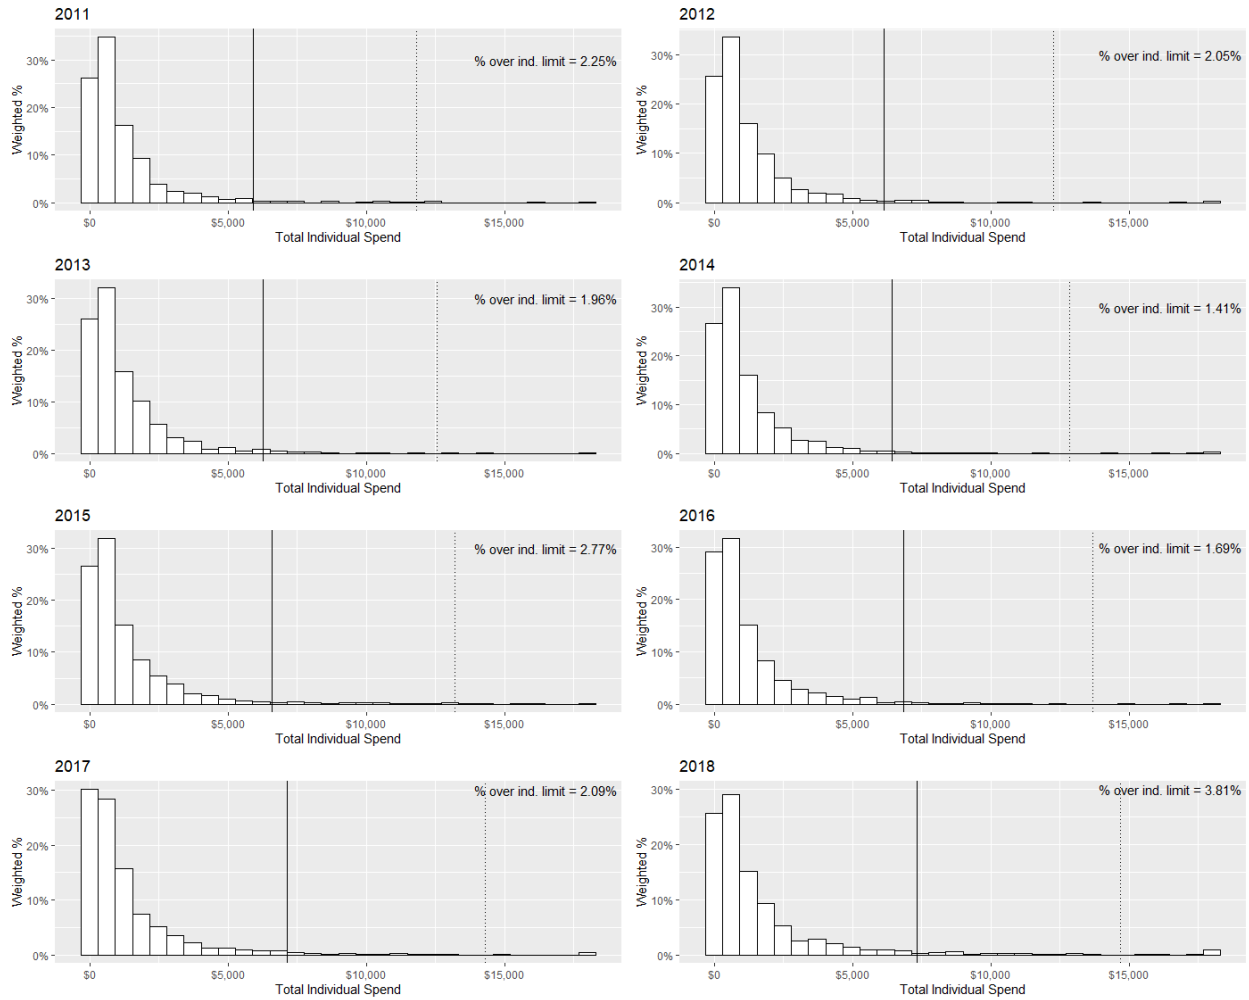 2011
% over ind. limit = 2.25%
30%
20%
10%
0%
Weighted %
$0 $5,000 $10,000 $15,000
Total Individual Spend
2012
% over ind. limit = 2.05%
30%
20%
10%
0%
Weighted %
$0 $5,000 $10,000 $15,000
Total Individual Spend
2013
% over ind. limit = 1.96%
30%
20%
10%
0%
Weighted %
$0 $5,000 $10,000 $15,000
Total Individual Spend
2014
% over ind. limit = 1.41%
30%
20%
10%
0%
Weighted %
$0 $5,000 $10,000 $15,000
Total Individual Spend
2015
% over ind. limit = 2.77%
30%
20%
10%
0%
Weighted %
$0 $5,000 $10,000 $15,000
Total Individual Spend
2016
% over ind. limit = 1.69%
30%
20%
10%
0%
Weighted %
$0 $5,000 $10,000 $15,000
Total Individual Spend
2017
% over ind. limit = 2.09%
30%
20%
10%
0%
Weighted %
$0 $5,000 $10,000 $15,000
Total Individual Spend
2018
% over ind. limit = 3.81%
30%
20%
10%
0%
Weighted %
$0 $5,000 $10,000 $15,000
Total Individual Spend